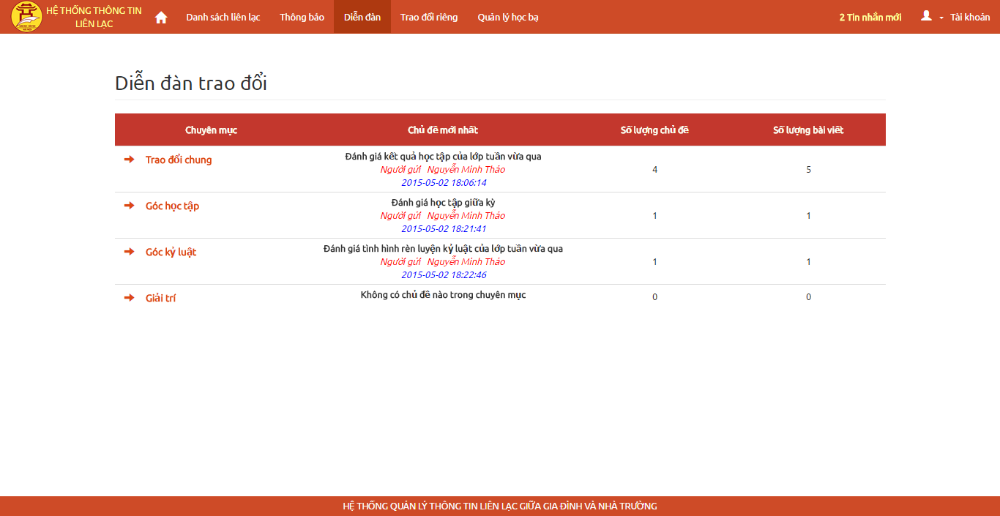 HỆ THỐNG THÔNG TIN
LIÊN LẠC
Danh sách liên lạc
Thông báo
Diễn đàn
Trao đổi riêng
Quản lý học bạ
2 Tin nhắn mới
Tài khoản
Diễn đàn trao đổi
Chuyên mục
Chủ đề mới nhất
Số lượng chủ đề
Số lượng bài viết
Trao đổi chung
Đánh giá kết quả học tập của lớp tuần vừa qua
Người gửi Nguyễn Minh Thảo
2015-05-02 18:06:14
4
5
Góc học tập
Đánh giá học tập giữa kỳ
Người gửi Nguyễn Minh Thảo
2015-05-02 18:21:41
1
1
Góc kỷ luật
Đánh giá tình hình rèn luyện kỷ luật của lớp tuần vừa qua
Người gửi Nguyễn Minh Thảo
2015-05-02 18:22:46
1
1
Giải trí
Không có chủ đề nào trong chuyên mục
0
0
HỆ THỐNG QUẢN LÝ THÔNG TIN LIÊN LẠC GIỮA GIA ĐÌNH VÀ NHÀ TRƯỜNG